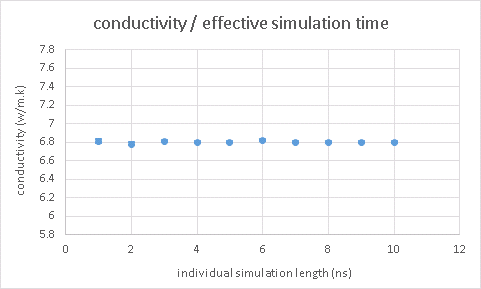 conductivity / effective simulation time
7.8
7.6
7.4
7.2
7
6.8
6.6
6.4
6.2
6
5.8
conductivity (w/m.k)
0 2 4 6 8 10 12
individual simulation length (ns)